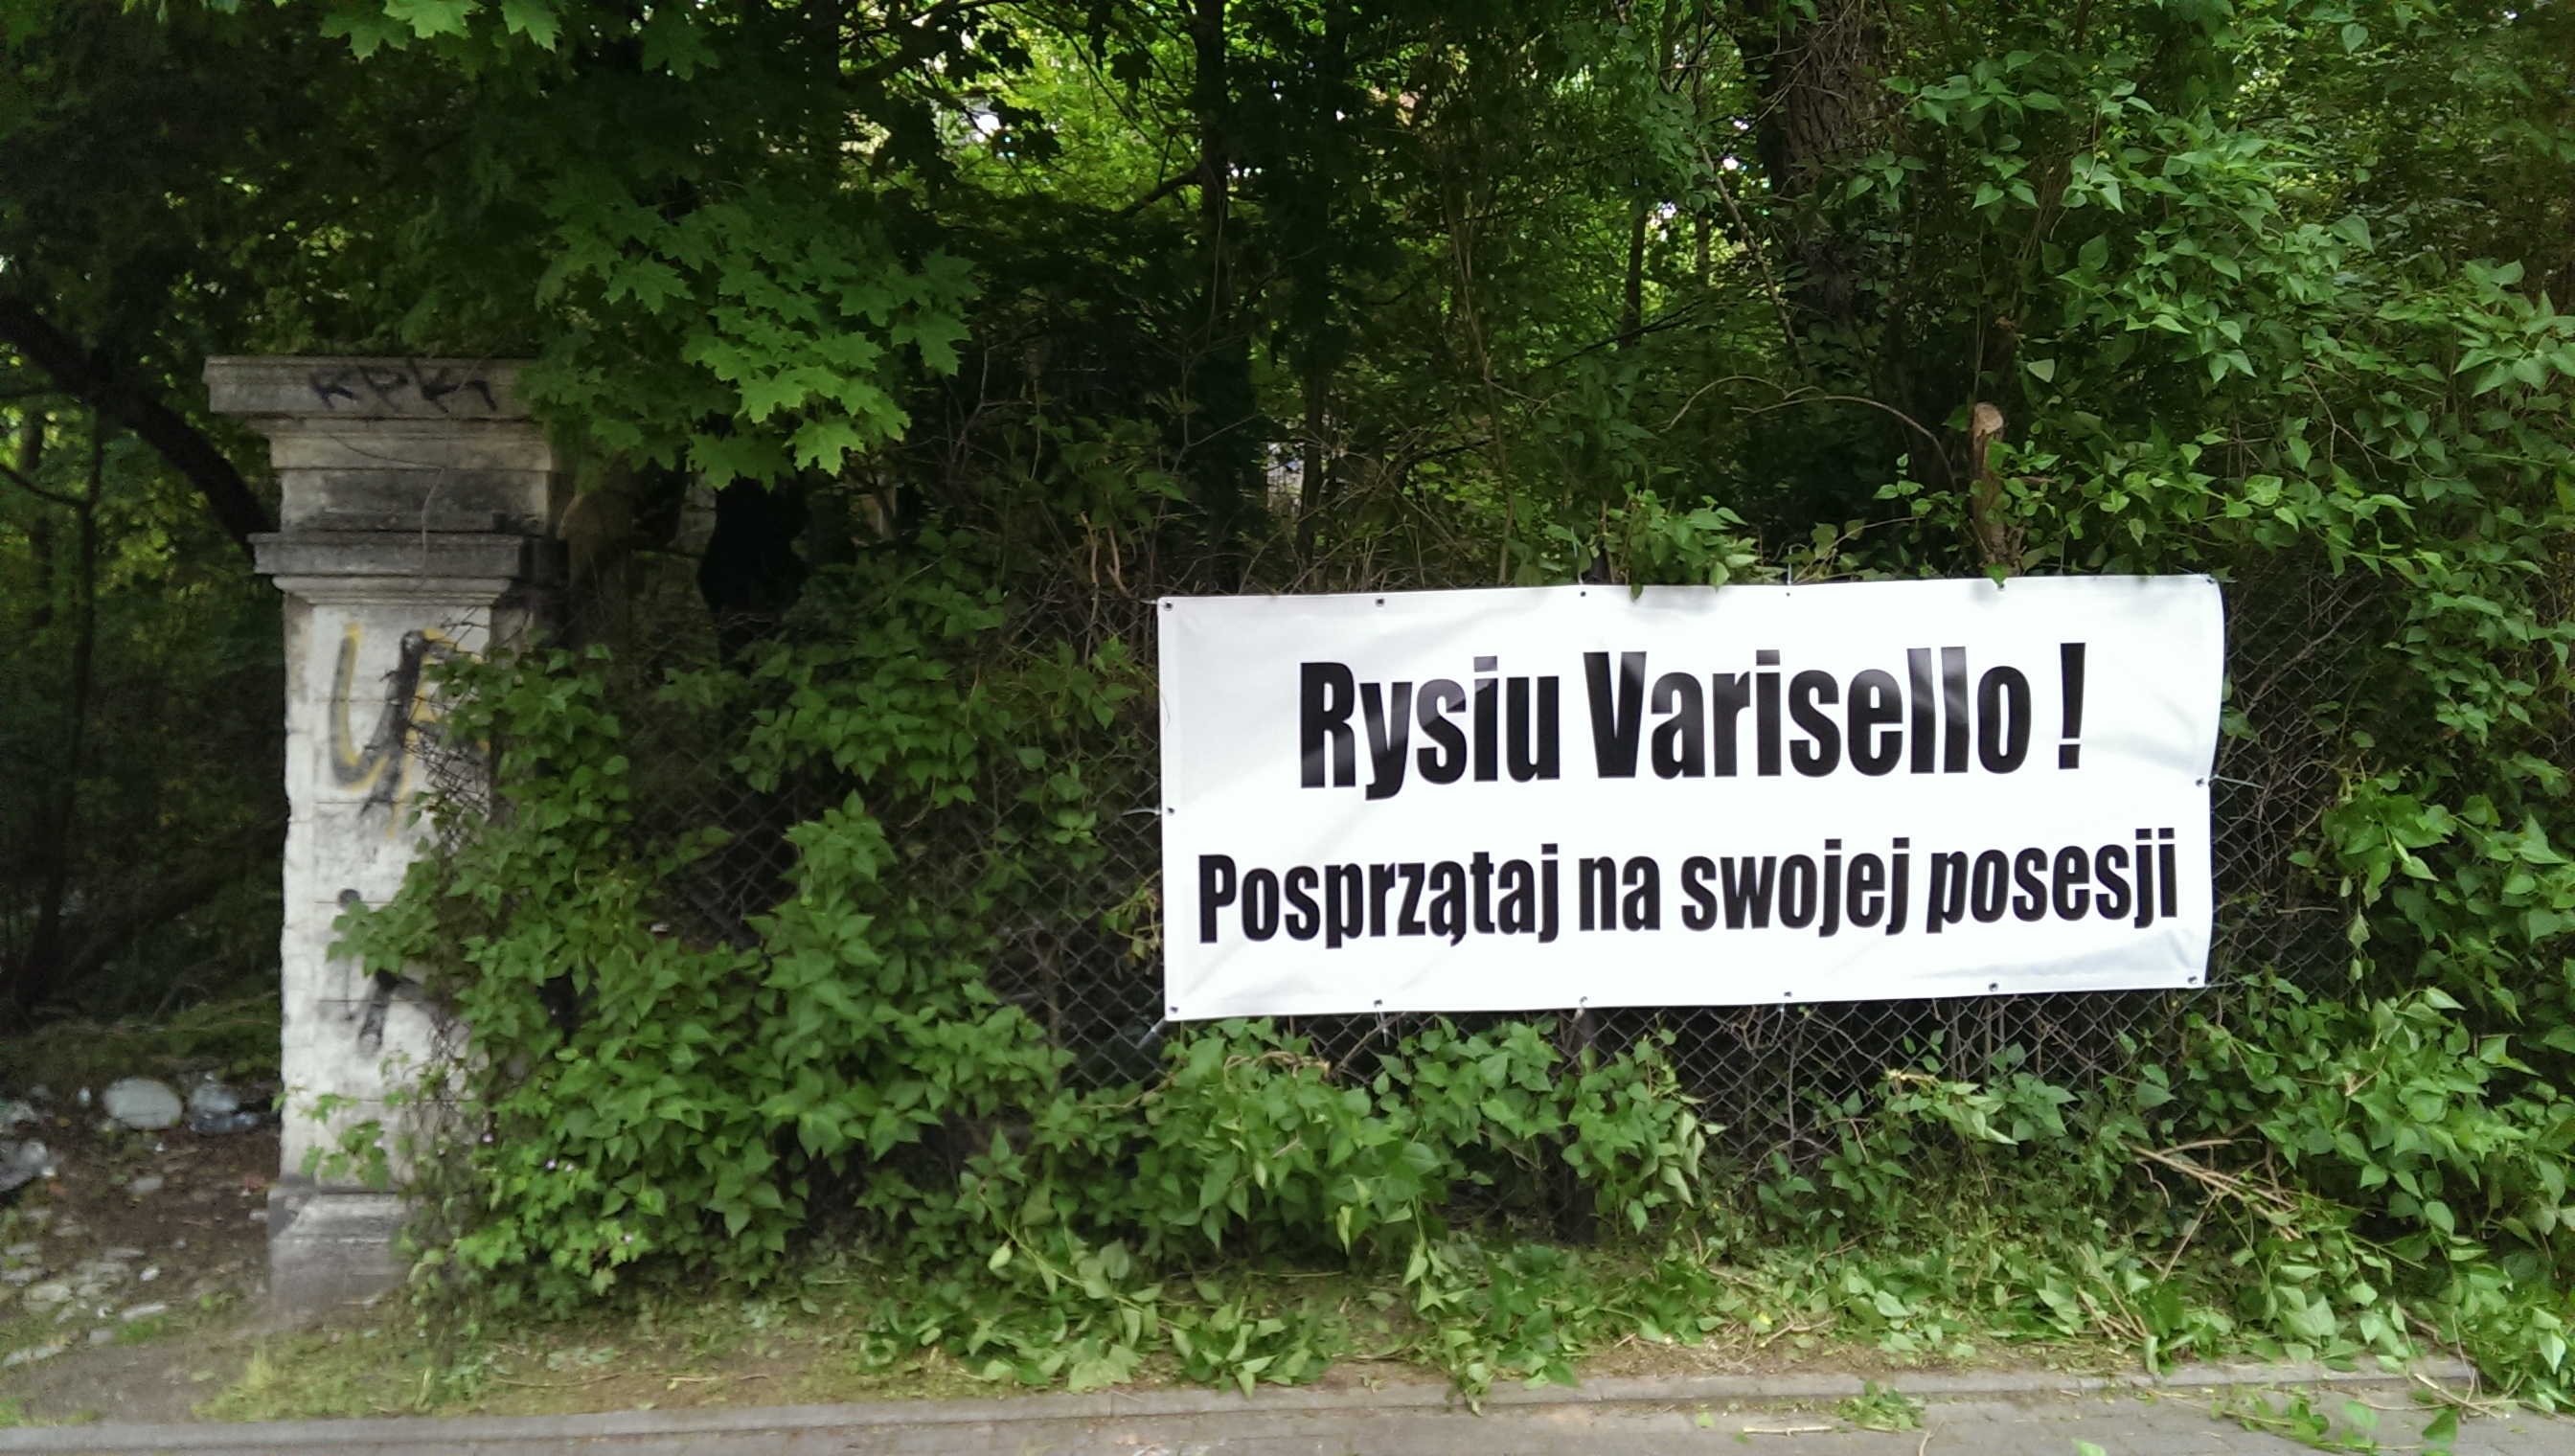 Rysiu Varisello !
Posprzątaj na swojej posesji